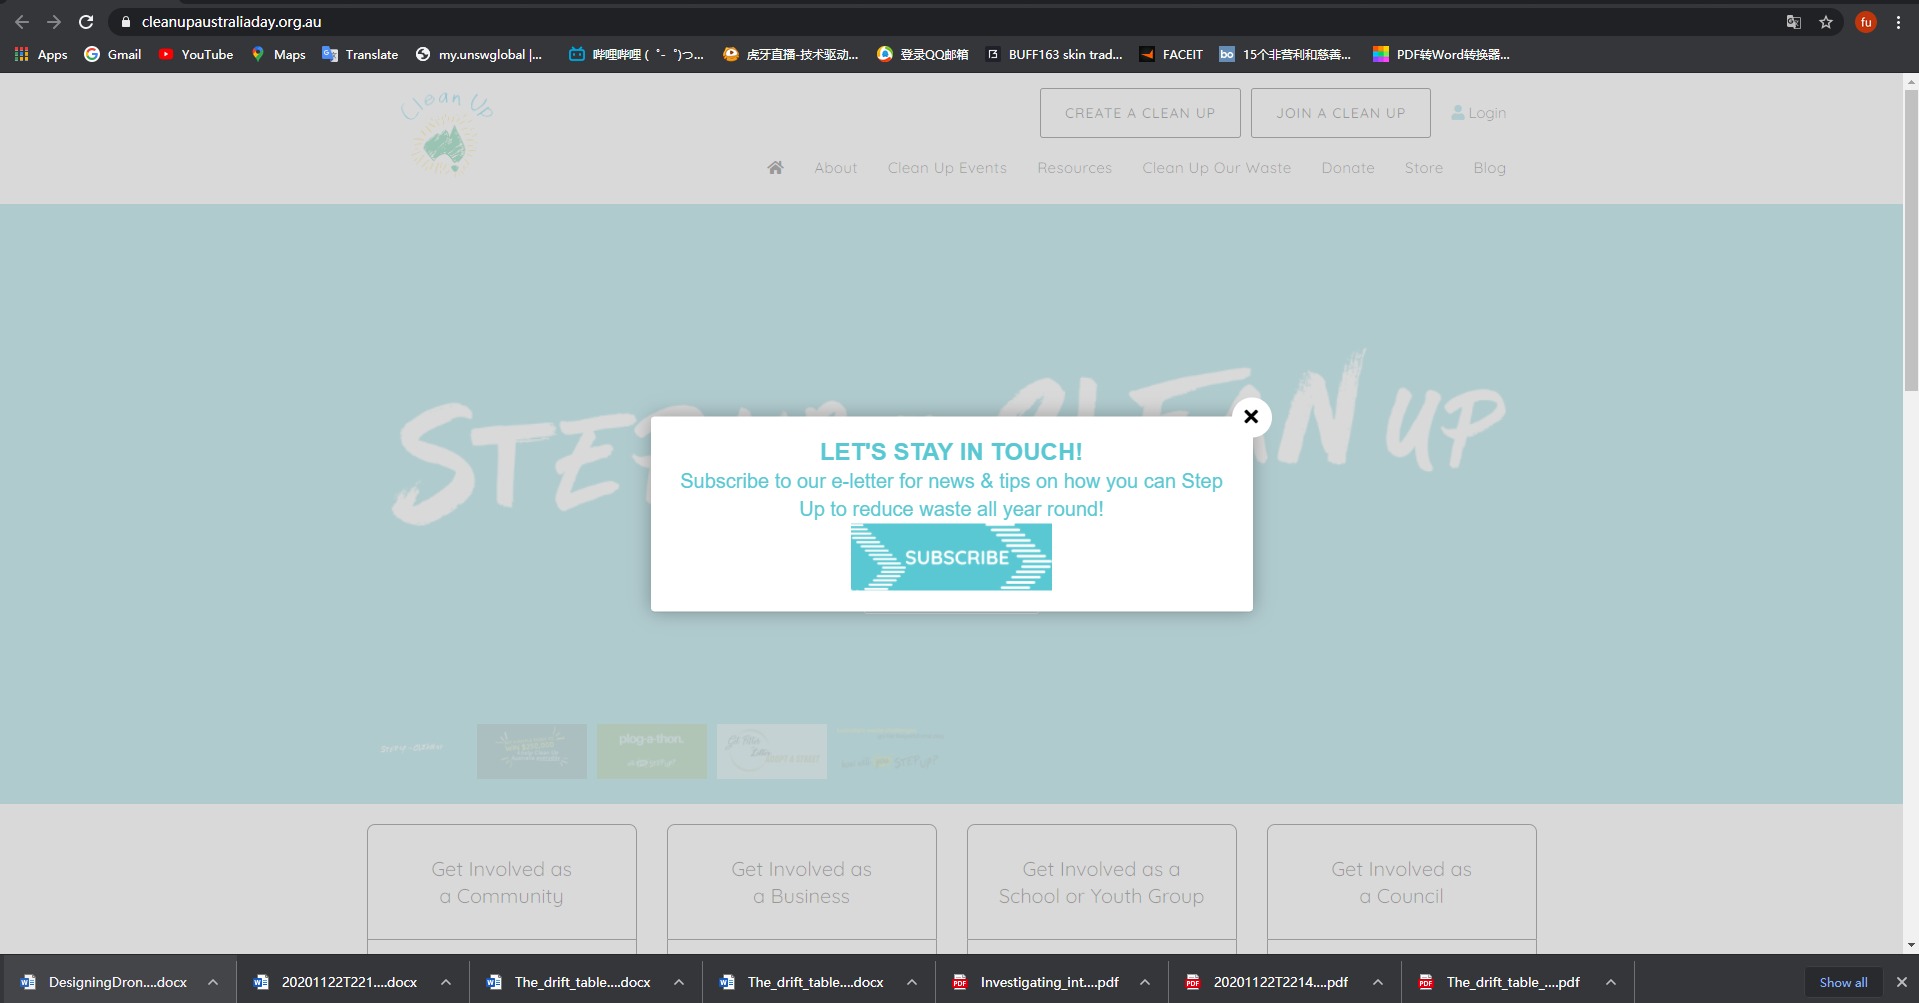 cleanupaustraliaday.org.au
fu
Apps
Gmail
YouTube
Maps
Translate
my.unswglobal |...
哔哩哔哩 (゜-゜)つ...
虎牙直播-技术驱动...
登录QQ邮箱
BUFF163 skin trad...
FACEIT
bo
15个非营利和慈善...
PDF转Word转换器...
Clean Up
CREATE A CLEAN UP
JOIN A CLEAN UP
Login
About
Clean Up Events
Resources
Clean Up Our Waste
Donate
Store
Blog
STEP UP
CLEAN UP
LET'S STAY IN TOUCH!
Subscribe to our e-letter for news & tips on how you can Step
Up to reduce waste all year round!
SUBSCRIBE
plog-a-thon.
STEP UP
Get Involved as
a Community
Get Involved as
a Business
Get Involved as a
School or Youth Group
Get Involved as
a Council
DesigningDron....docx
20201122T221....docx
The_drift_table....docx
The_drift_table....docx
Investigating_int....pdf
20201122T2214....pdf
The_drift_table_....pdf
Show all